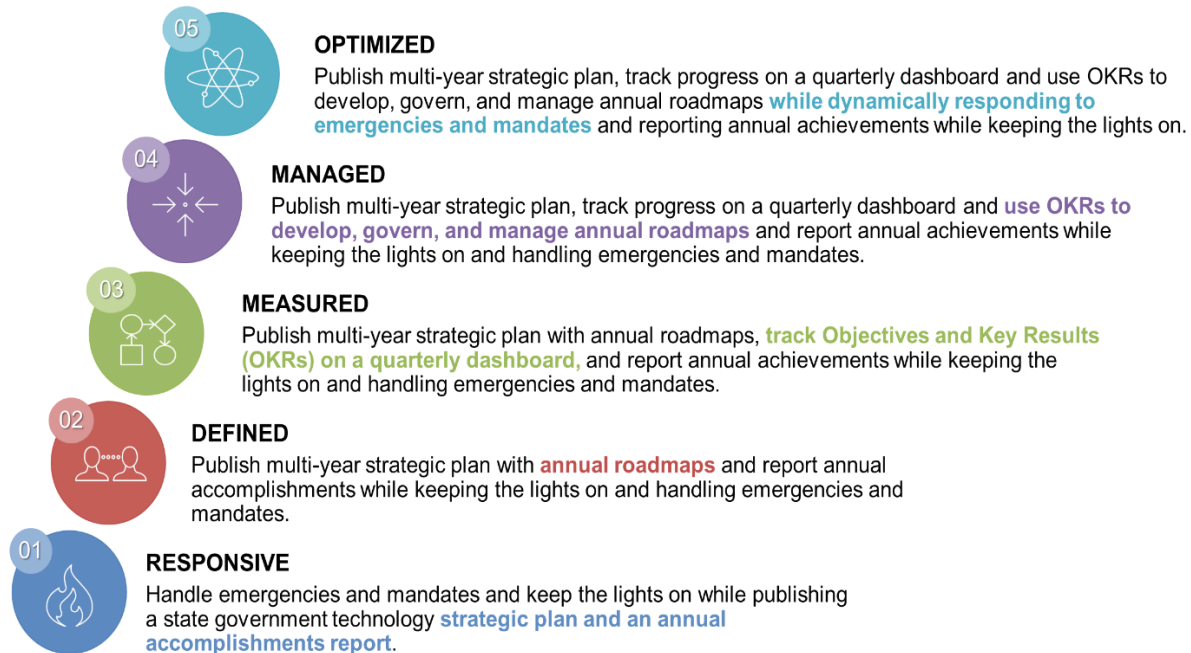 05
OPTIMIZED
Publish multi-year strategic plan, track progress on a quarterly dashboard and use OKRs to
develop, govern, and manage annual roadmaps while dynamically responding to
emergencies and mandates and reporting annual achievements while keeping the lights on.
04
MANAGED
Publish multi-year strategic plan, track progress on a quarterly dashboard and use OKRs to
develop, govern, and manage annual roadmaps and report annual achievements while
keeping the lights on and handling emergencies and mandates.
03
MEASURED
Publish multi-year strategic plan with annual roadmaps, track Objectives and Key Results
(OKRs) on a quarterly dashboard, and report annual achievements while keeping the
lights on and handling emergencies and mandates.
02
DEFINED
Publish multi-year strategic plan with annual roadmaps and report annual
accomplishments while keeping the lights on and handling emergencies and
mandates.
01
RESPONSIVE
Handle emergencies and mandates and keep the lights on while publishing
a state government technology strategic plan and an annual
accomplishments report.